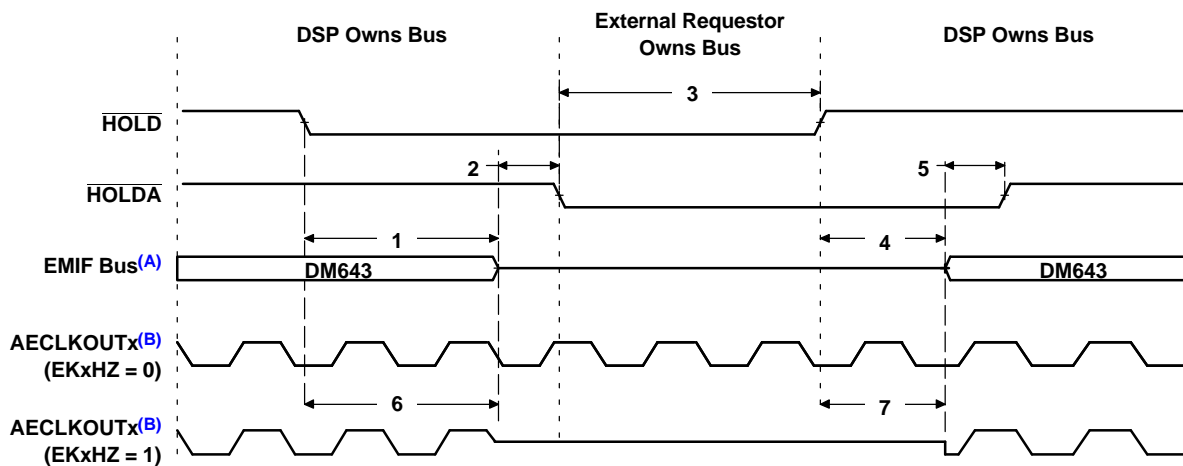 DSP Owns Bus
External Requestor
Owns Bus
DSP Owns Bus
3
HOLD
2
5
HOLDA
1
4
EMIF Bus(A)
DM643
DM643
AECLKOUTx(B)
(EKxHZ = 0)
6
7
AECLKOUTx(B)
(EKxHZ = 1)